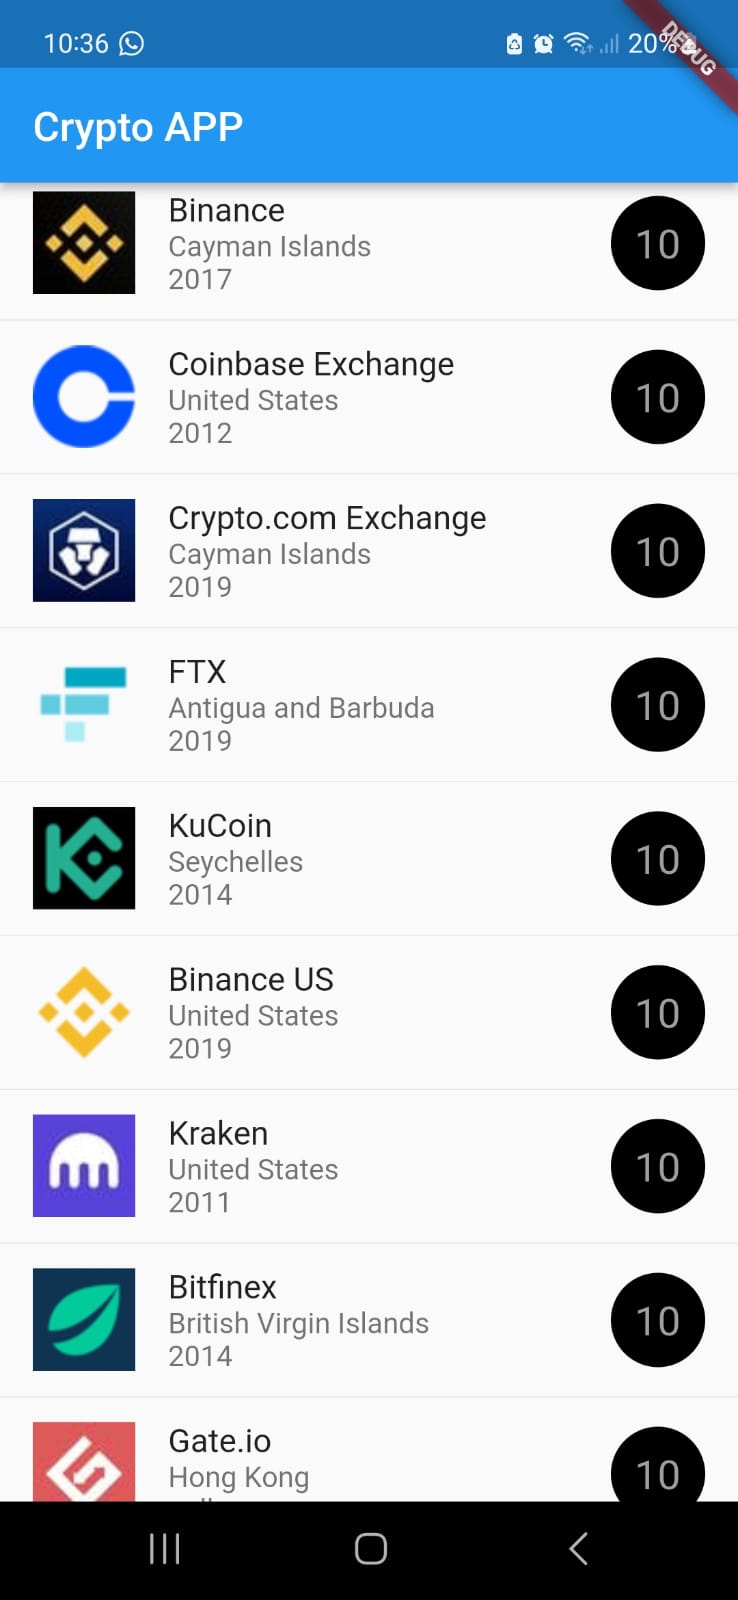 10:36
20%
DEBUG
Crypto APP
Binance
Cayman Islands
2017
10
Coinbase Exchange
United States
2012
10
Crypto.com Exchange
Cayman Islands
2019
10
FTX
Antigua and Barbuda
2019
10
KuCoin
Seychelles
2014
10
Binance US
United States
2019
10
Kraken
United States
2011
10
Bitfinex
British Virgin Islands
2014
10
Gate.io
Hong Kong
10